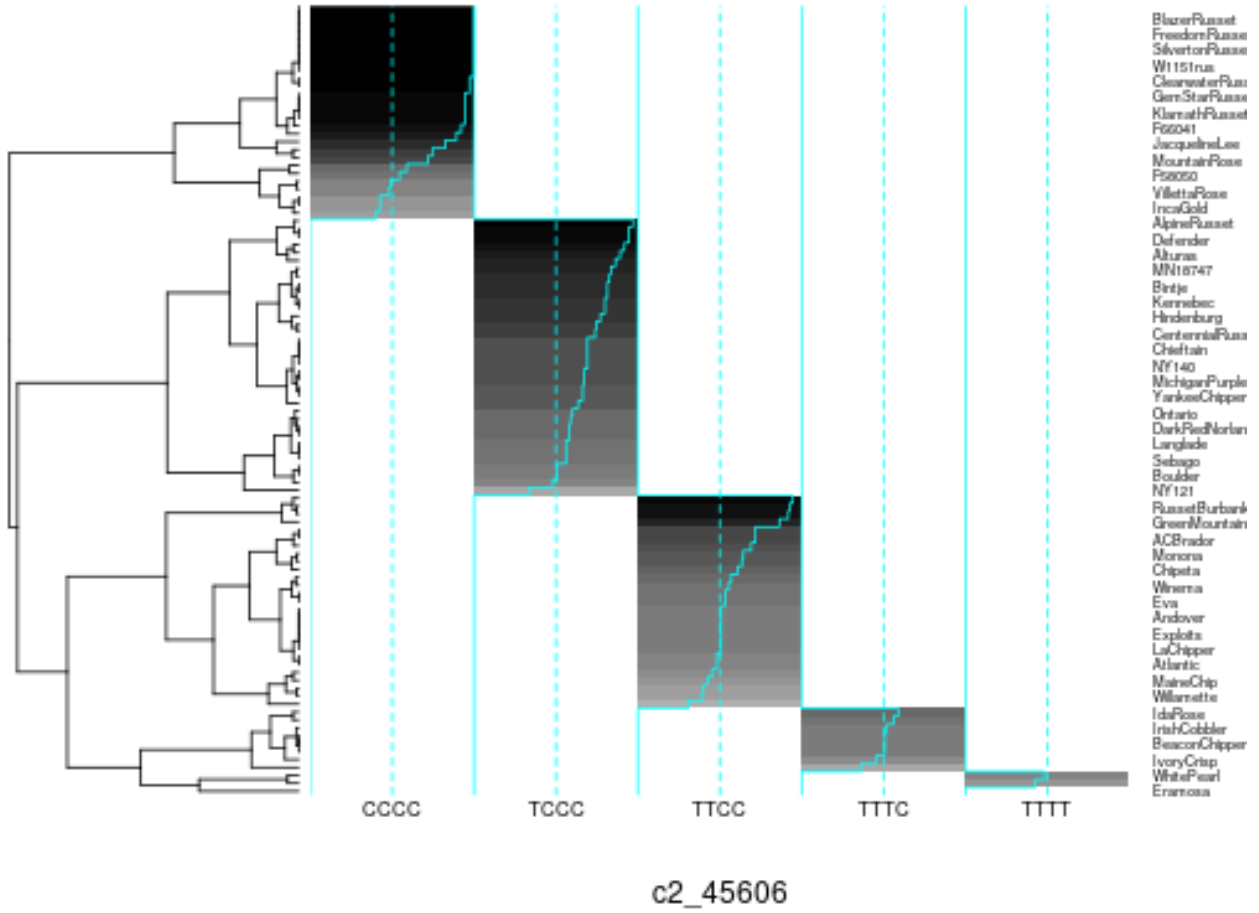 BlazerRusset
FreedomRusse
SilvertonRusse
W1151rus
ClearwaterRuss
GemStarRusse
KlamathRusset
F66041
JacquelineLee
MountainRose
F58050
VillettaRose
IncaGold
AlpineRusset
Defender
Alturas
MN18747
Bintje
Kennebec
Hindenburg
CentennialRuss
Chieftain
NY140
MichiganPurple
YankeeChipper
Ontario
DarkRedNorlan
Langlade
Sebago
Boulder
NY121
RussetBurbank
GreenMountain
ACBrador
Monona
Chipeta
Winema
Eva
Andover
Exploits
LaChipper
Atlantic
MaineChip
Willamette
IdaRose
IrishCobbler
BeaconChipper
IvoryCrisp
WhitePearl
Eramosa
CCCC TCCC TTCC TTTC TTTT
c2_45606